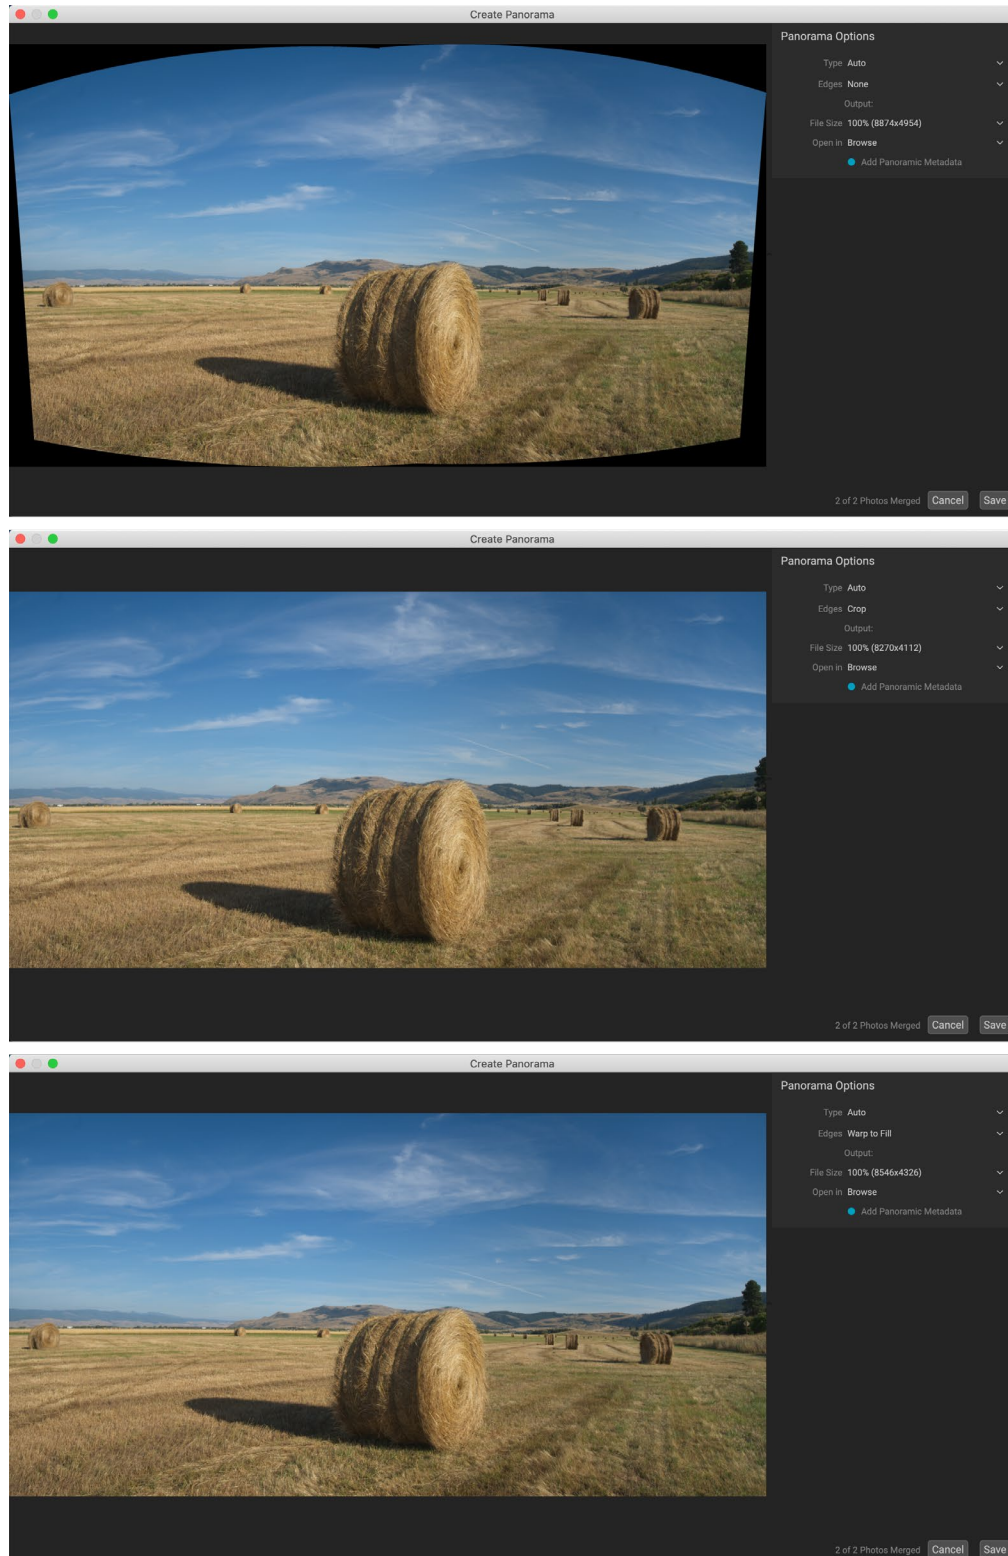 Create Panorama
Panorama Options
Type Auto
Edges None
Output:
File Size 100% (8874x4954)
Open in Browse
Add Panoramic Metadata
2 of 2 Photos Merged Cancel Save
Create Panorama
Panorama Options
Type Auto
Edges Crop
Output:
File Size 100% (8270x4112)
Open in Browse
Add Panoramic Metadata
2 of 2 Photos Merged Cancel Save
Create Panorama
Panorama Options
Type Auto
Edges Warp to Fill
Output:
File Size 100% (8546x4326)
Open in Browse
Add Panoramic Metadata
2 of 2 Photos Merged Cancel Save